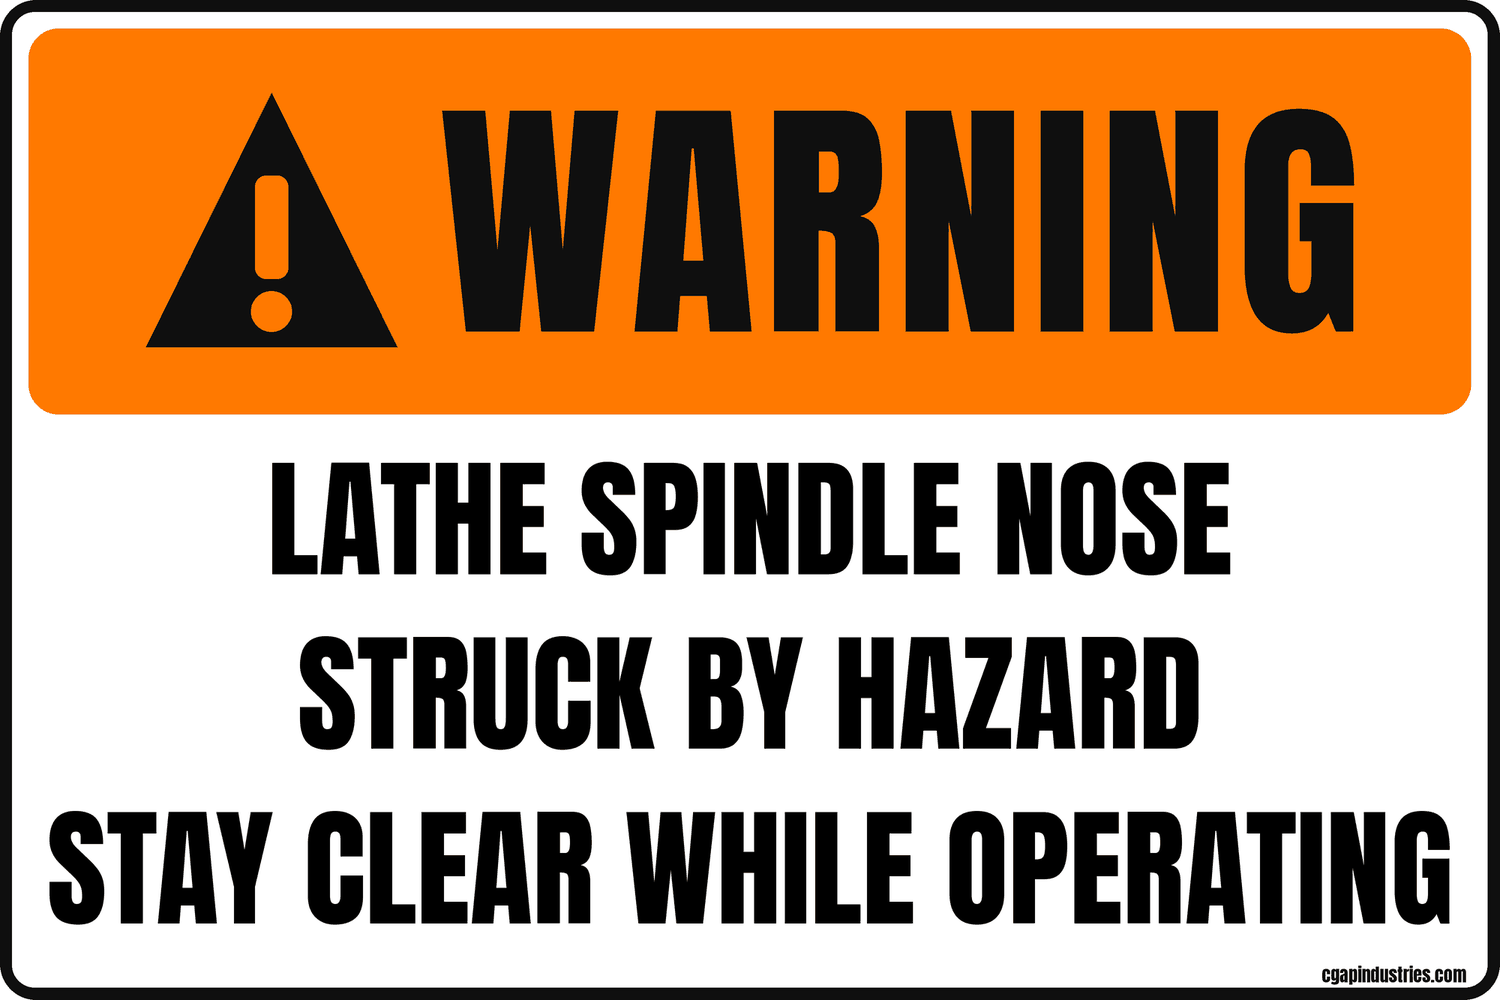 WARNING
LATHE SPINDLE NOSE
STRUCK BY HAZARD
STAY CLEAR WHILE OPERATING
cgapindustries.com